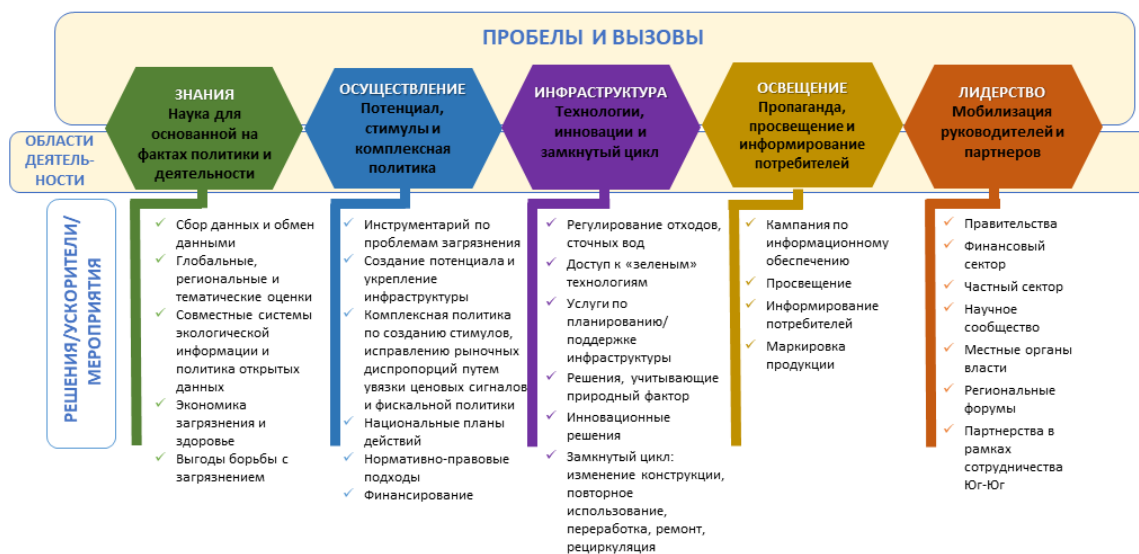 ПРОБЕЛЫ И ВЫЗОВЫ
ОБЛАСТИ
ДЕЯТЕЛЬ-
НОСТИ
ЗНАНИЯ
Наука для
основанной на
фактах политики и
деятельности
ОСУЩЕСТВЛЕНИЕ
Потенциал,
стимулы и
комплексная
политика
ИНФРАСТРУКТУРА
Технологии,
инновации и
замкнутый цикл
ОСВЕЩЕНИЕ
Пропаганда,
просвещение и
информирование
потребителей
ЛИДЕРСТВО
Мобилизация
руководителей и
партнеров
РЕШЕНИЯ/УСКОРИТЕЛИ/
МЕРОПРИЯТИЯ
✓ Сбор данных и обмен
данными
✓ Глобальные,
региональные и
тематические оценки
✓ Совместные системы
экологической
информации и
политика открытых
данных
✓ Экономика
загрязнения и
здоровье
✓ Выгоды борьбы с
загрязнением
✓ Инструментарий по
проблемам загрязнения
✓ Создание потенциала и
укрепление
инфраструктуры
✓ Комплексная политика
по созданию стимулов,
исправлению рыночных
диспропорций путем
увязки ценовых сигналов
и фискальной политики
✓ Национальные планы
действий
✓ Нормативно-правовые
подходы
✓ Финансирование
✓ Регулирование отходов,
сточных вод
✓ Доступ к «зеленым»
технологиям
✓ Услуги по
планированию/
поддержке
инфраструктуры
✓ Решения, учитывающие
природный фактор
✓ Инновационные
решения
✓ Замкнутый цикл:
изменение конструкции,
повторное
использование,
переработка, ремонт,
рециркуляция
✓ Кампания по
информационному
обеспечению
✓ Просвещение
✓ Информирование
потребителей
✓ Маркировка
продукции
✓ Правительства
✓ Финансовый
сектор
✓ Частный сектор
✓ Научное
сообщество
✓ Местные органы
власти
✓ Региональные
форумы
✓ Партнерства в
рамках
сотрудничества
Юг-Юг